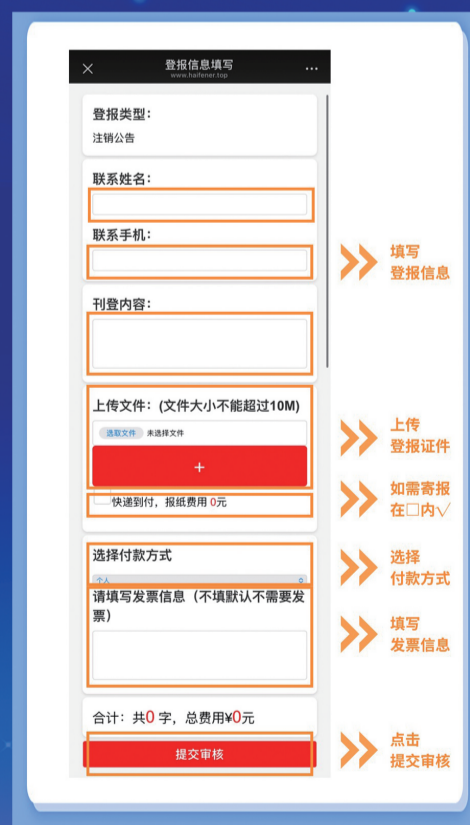 登报信息填写
www.haifener.top
登报类型：
注销公告
联系姓名：
联系手机：
填写
登报信息
刊登内容：
上传文件：(文件大小不能超过10M)
选取文件 未选择文件
+
上传
登报证件
快递到付，报纸费用 0元
如需寄报
在□内√
选择付款方式
个人
选择
付款方式
请填写发票信息（不填默认不需要发
票）
填写
发票信息
合计：共0 字，总费用¥0元
提交审核
点击
提交审核